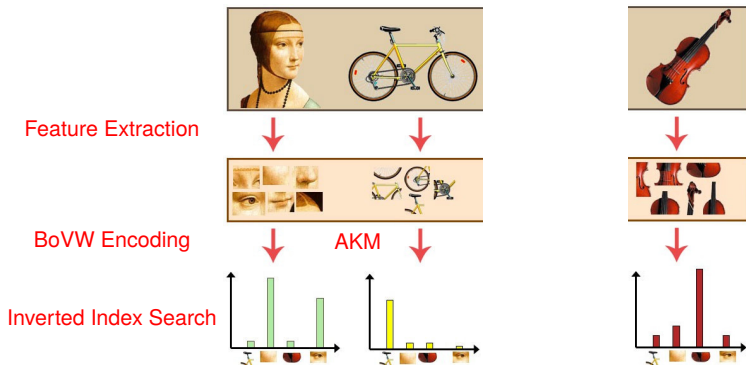 Feature Extraction
BoVW Encoding
AKM
Inverted Index Search